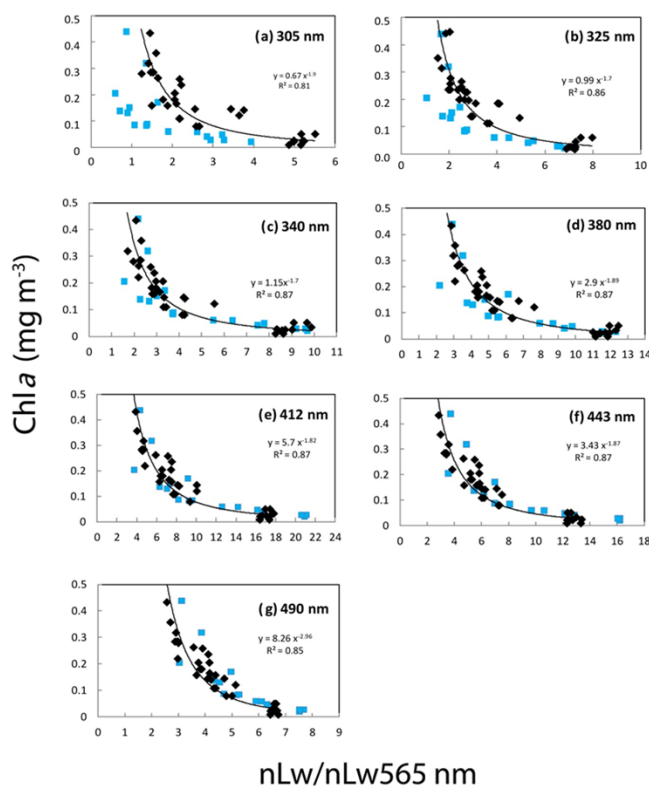 Chl a (mg m-3)
0.5
0.4
0.3
0.2
0.1
0
(a) 305 nm
y = 0.67 x^-1.9
R² = 0.81
0 1 2 3 4 5 6
0.5
0.4
0.3
0.2
0.1
0.0
(b) 325 nm
y = 0.99 x^-1.7
R² = 0.86
0 2 4 6 8 10
0.5
0.4
0.3
0.2
0.1
0
(c) 340 nm
y = 1.15x^-1.7
R² = 0.87
0 1 2 3 4 5 6 7 8 9 10 11
0.5
0.4
0.3
0.2
0.1
0
(d) 380 nm
y = 2.9 x^-1.89
R² = 0.87
0 1 2 3 4 5 6 7 8 9 10 11 12 13 14
0.5
0.4
0.3
0.2
0.1
0
(e) 412 nm
y = 5.7 x^-1.82
R² = 0.87
0 2 4 6 8 10 12 14 16 18 20 22 24
0.5
0.4
0.3
0.2
0.1
0
(f) 443 nm
y = 3.43 x^-1.87
R² = 0.87
0 2 4 6 8 10 12 14 16 18
0.5
0.4
0.3
0.2
0.1
0
(g) 490 nm
y = 8.26 x^-2.96
R² = 0.85
0 1 2 3 4 5 6 7 8 9
nLw/nLw565 nm